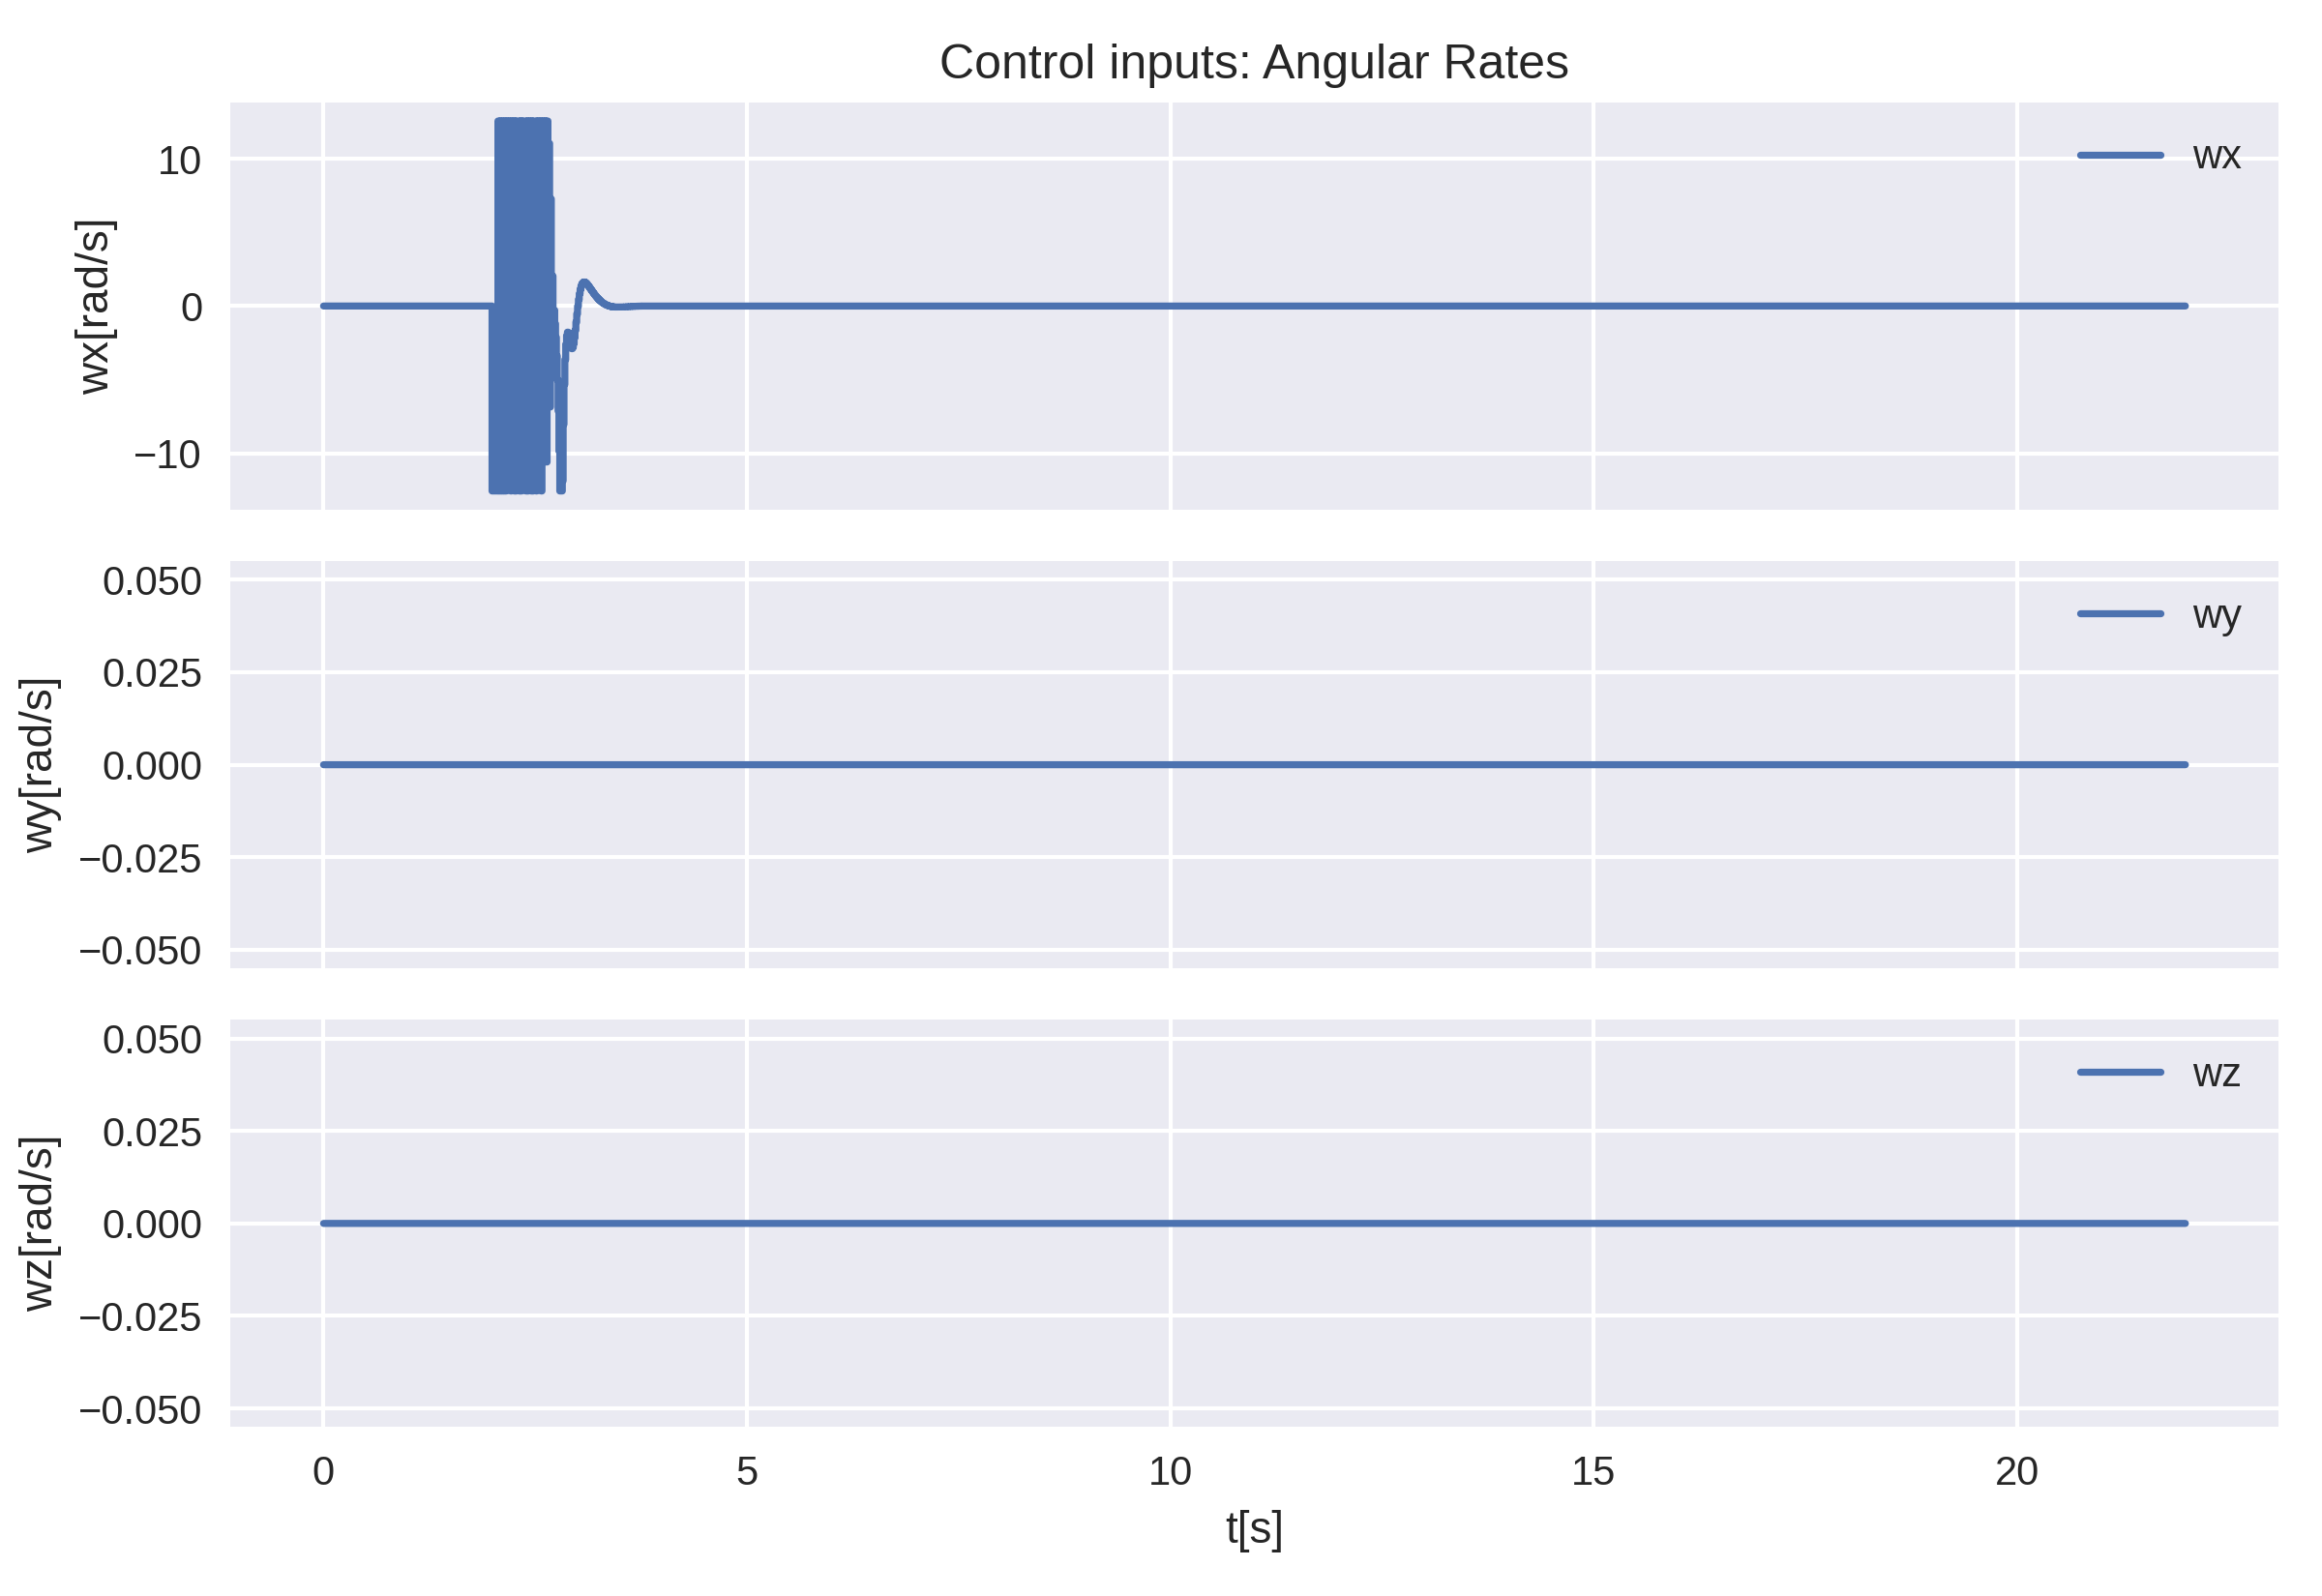 Control inputs: Angular Rates
10
0
−10
wx[rad/s]
wx
0.050
0.025
0.000
−0.025
−0.050
wy[rad/s]
wy
0.050
0.025
0.000
−0.025
−0.050
wz[rad/s]
wz
0 5 10 15 20
t[s]